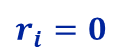 r_i = 0